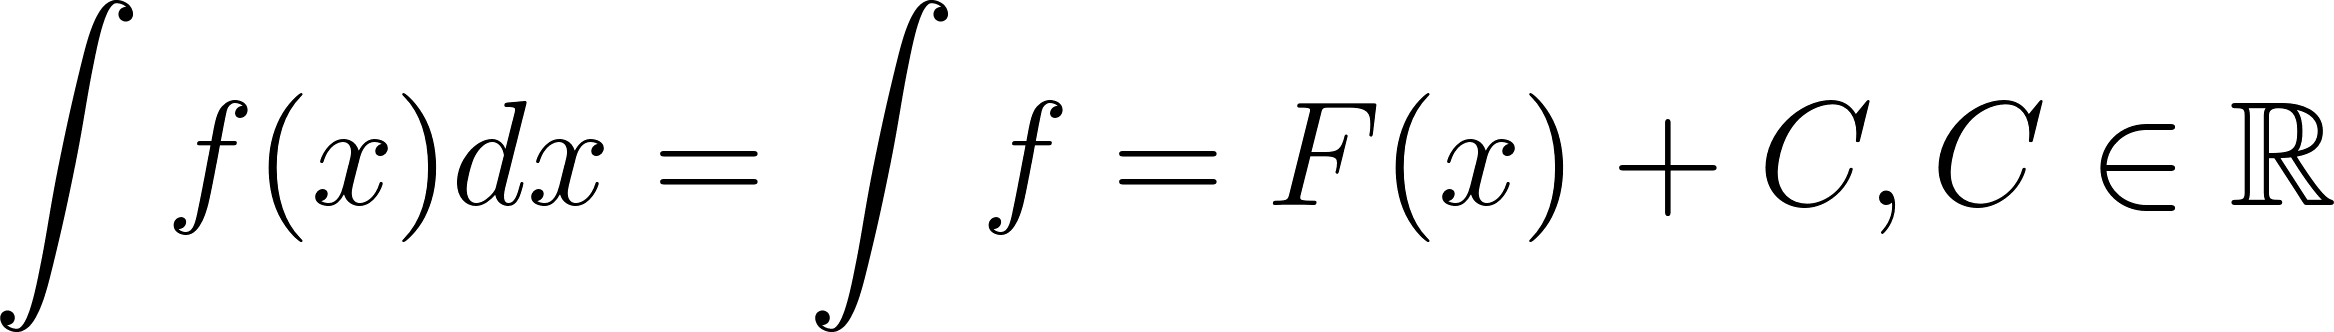 ∫ f(x)dx = ∫ f = F(x) + C, C ∈ ℝ